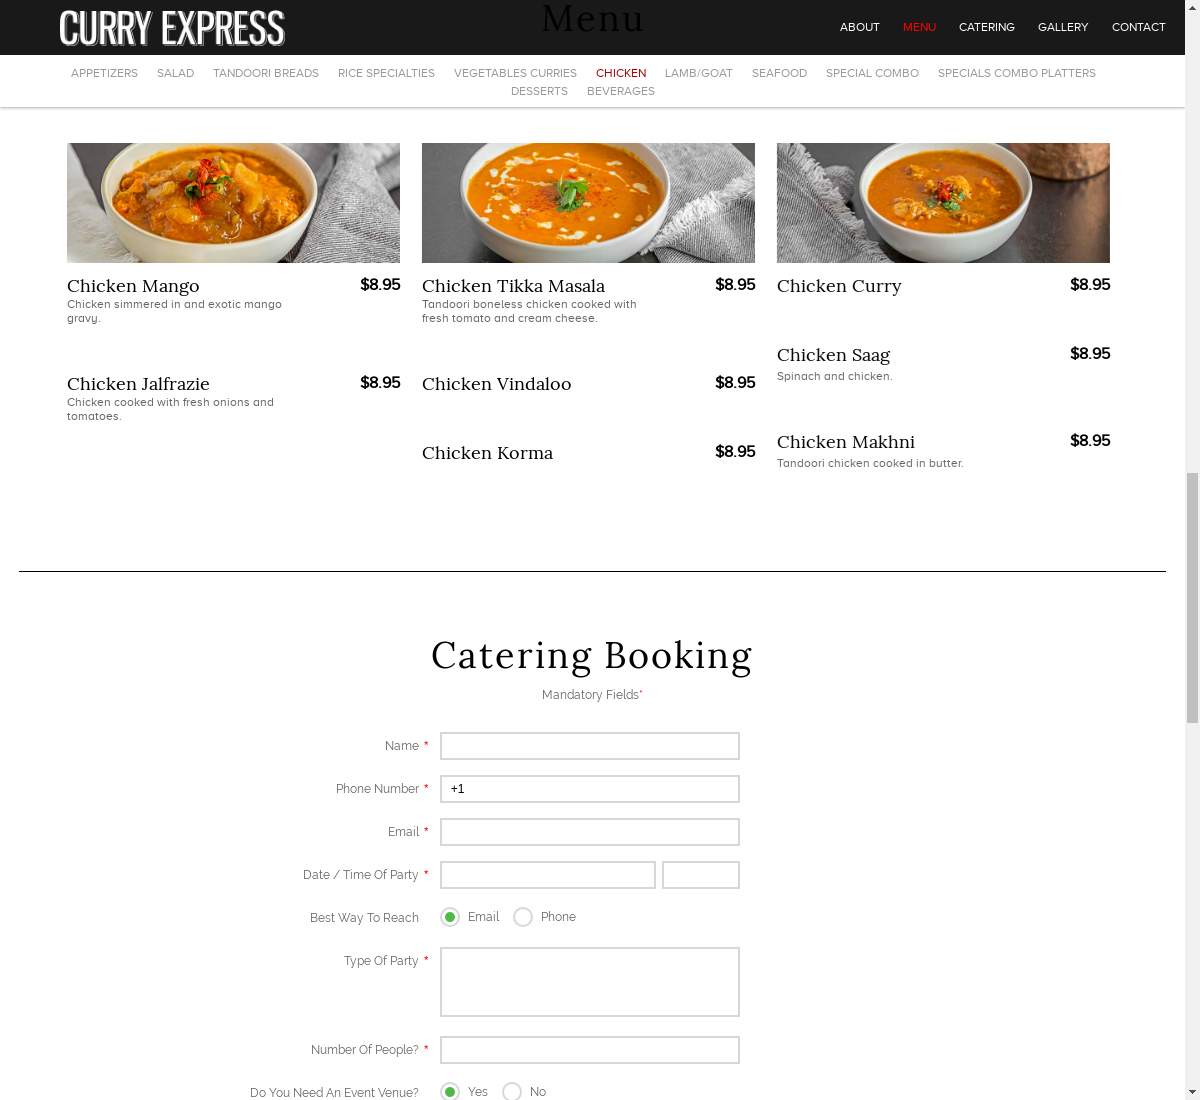 CURRY EXPRESS
Menu
ABOUT MENU CATERING GALLERY CONTACT
APPETIZERS SALAD TANDOORI BREADS RICE SPECIALTIES VEGETABLES CURRIES CHICKEN LAMB/GOAT SEAFOOD SPECIAL COMBO SPECIALS COMBO PLATTERS
DESSERTS BEVERAGES
Chicken Mango $8.95
Chicken simmered in and exotic mango
gravy.
Chicken Jalfrazie $8.95
Chicken cooked with fresh onions and
tomatoes.
Chicken Tikka Masala $8.95
Tandoori boneless chicken cooked with
fresh tomato and cream cheese.
Chicken Vindaloo $8.95
Chicken Korma $8.95
Chicken Curry $8.95
Chicken Saag $8.95
Spinach and chicken.
Chicken Makhni $8.95
Tandoori chicken cooked in butter.
Catering Booking
Mandatory Fields*
Name *
Phone Number * +1
Email *
Date / Time Of Party *
Best Way To Reach Email Phone
Type Of Party *
Number Of People? *
Do You Need An Event Venue? Yes No